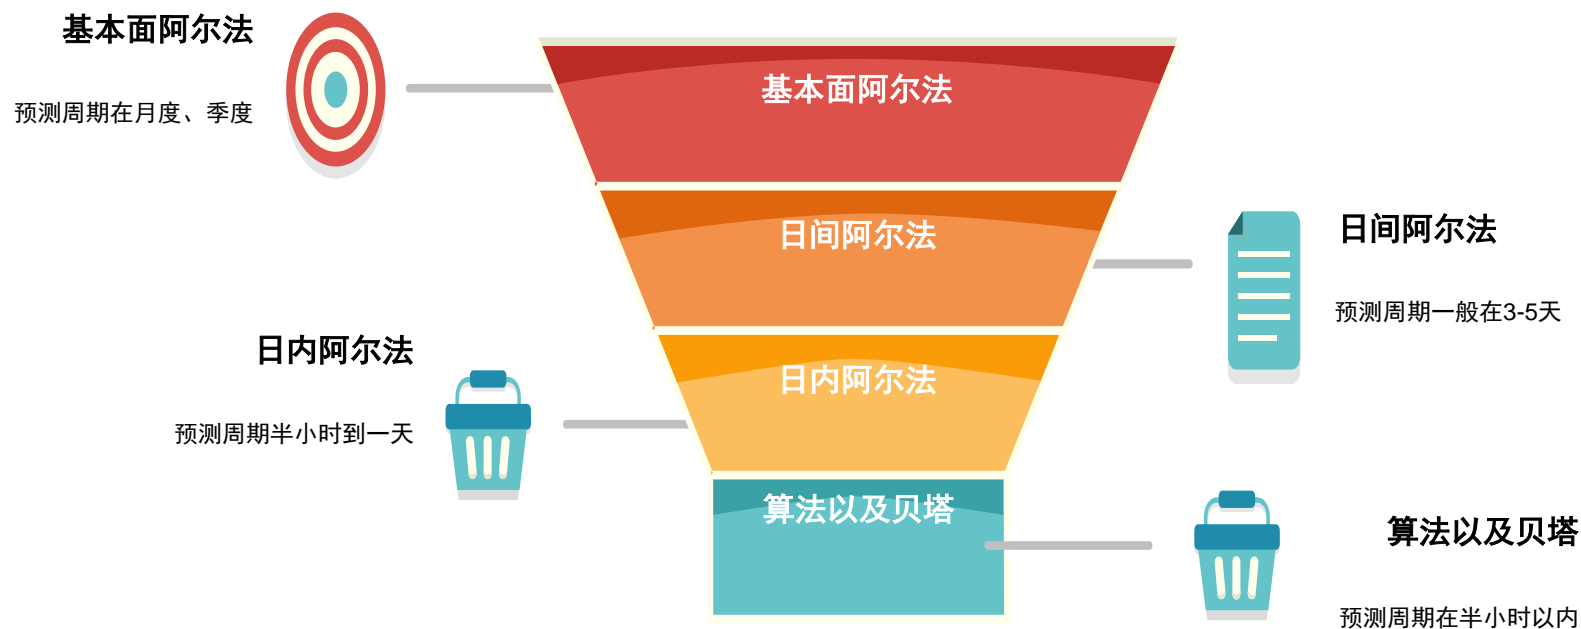 基本面阿尔法
预测周期在月度、季度
基本面阿尔法
日间阿尔法
日间阿尔法
预测周期一般在3-5天
日内阿尔法
预测周期半小时到一天
日内阿尔法
算法以及贝塔
算法以及贝塔
预测周期在半小时以内